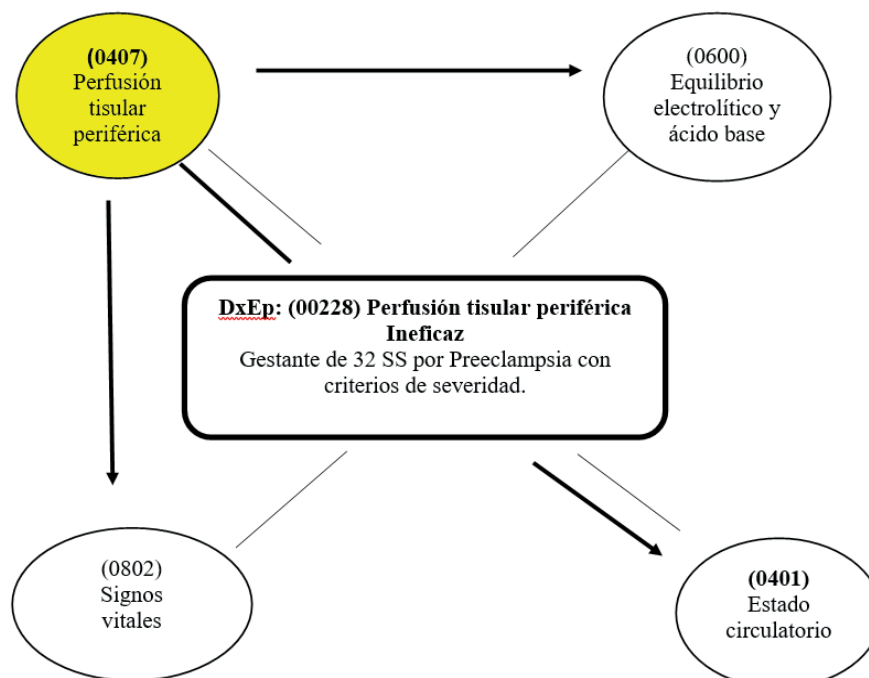 (0407)
Perfusión
tisular
periférica
(0600)
Equilibrio
electrolítico y
ácido base
DxEp: (00228) Perfusión tisular periférica
Ineficaz
Gestante de 32 SS por Preeclampsia con
criterios de severidad.
(0802)
Signos
vitales
(0401)
Estado
circulatorio